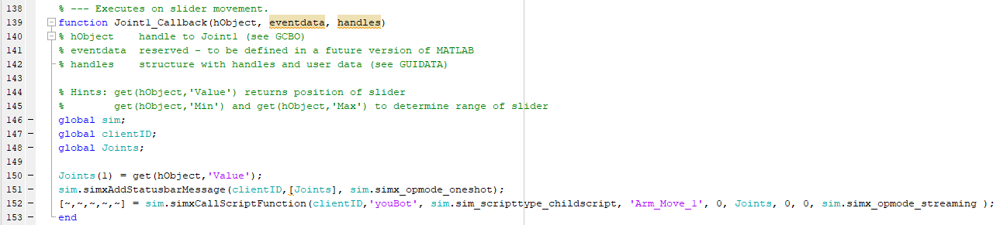 138 % --- Executes on slider movement.
139 function Joint1_Callback(hObject, eventdata, handles)
140 % hObject    handle to Joint1 (see GCBO)
141 % eventdata  reserved - to be defined in a future version of MATLAB
142 % handles    structure with handles and user data (see GUIDATA)
143
144 % Hints: get(hObject,'Value') returns position of slider
145 %        get(hObject,'Min') and get(hObject,'Max') to determine range of slider
146 - global sim;
147 - global clientID;
148 - global Joints;
149
150 - Joints(1) = get(hObject,'Value');
151 - sim.simxAddStatusbarMessage(clientID,[Joints], sim.simx_opmode_oneshot);
152 - [~,~,~,~,~] = sim.simxCallScriptFunction(clientID,'youBot', sim.sim_scripttype_childscript, 'Arm_Move_1', 0, Joints, 0, 0, sim.simx_opmode_streaming );
153 - end